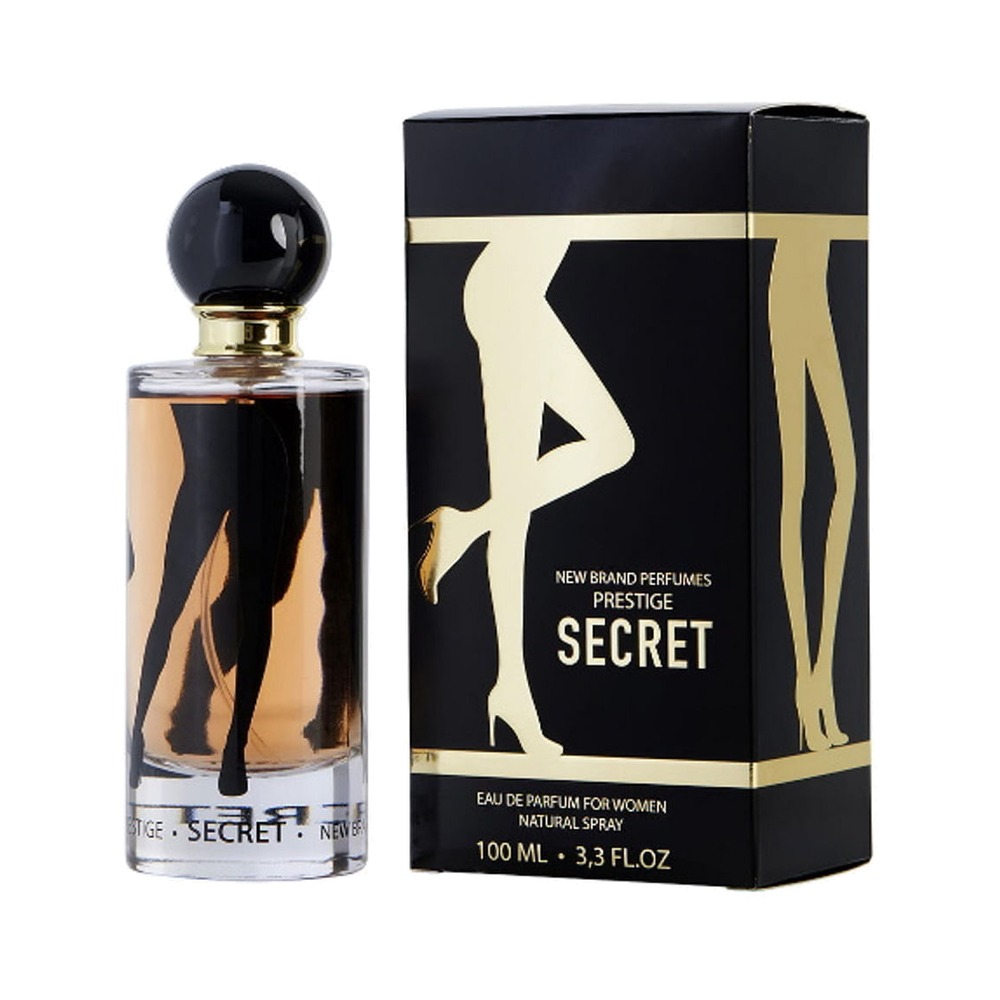 NEW BRAND PERFUMES
PRESTIGE
SECRET
EAU DE PARFUM FOR WOMEN
NATURAL SPRAY
100 ML • 3,3 FL.OZ
STIGE • SECRET • NEW BR